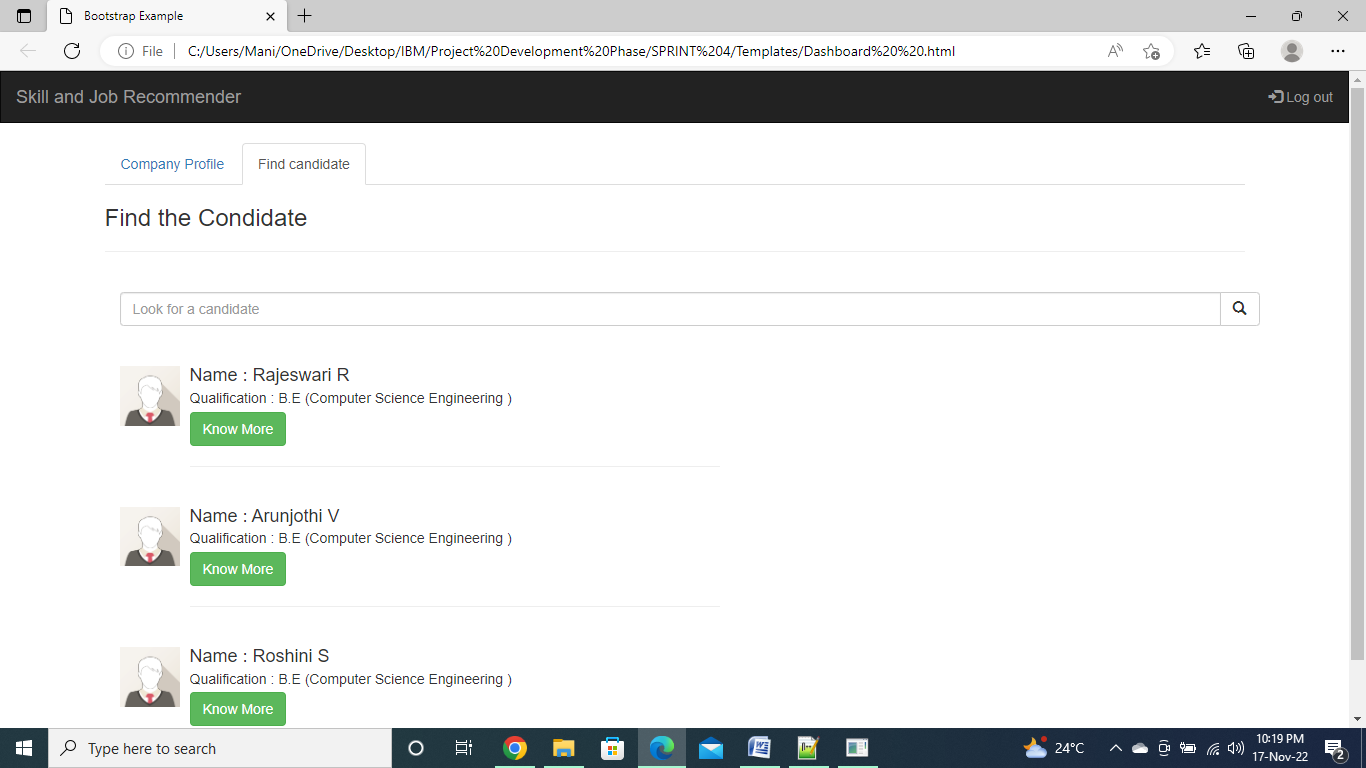 Bootstrap Example
File
C:/Users/Mani/OneDrive/Desktop/IBM/Project%20Development%20Phase/SPRINT%204/Templates/Dashboard%20%20.html
Skill and Job Recommender
Log out
Company Profile
Find candidate
Find the Condidate
Look for a candidate
Name : Rajeswari R
Qualification : B.E (Computer Science Engineering )
Know More
Name : Arunjothi V
Qualification : B.E (Computer Science Engineering )
Know More
Name : Roshini S
Qualification : B.E (Computer Science Engineering )
Know More
Type here to search
24°C
10:19 PM
17-Nov-22
2